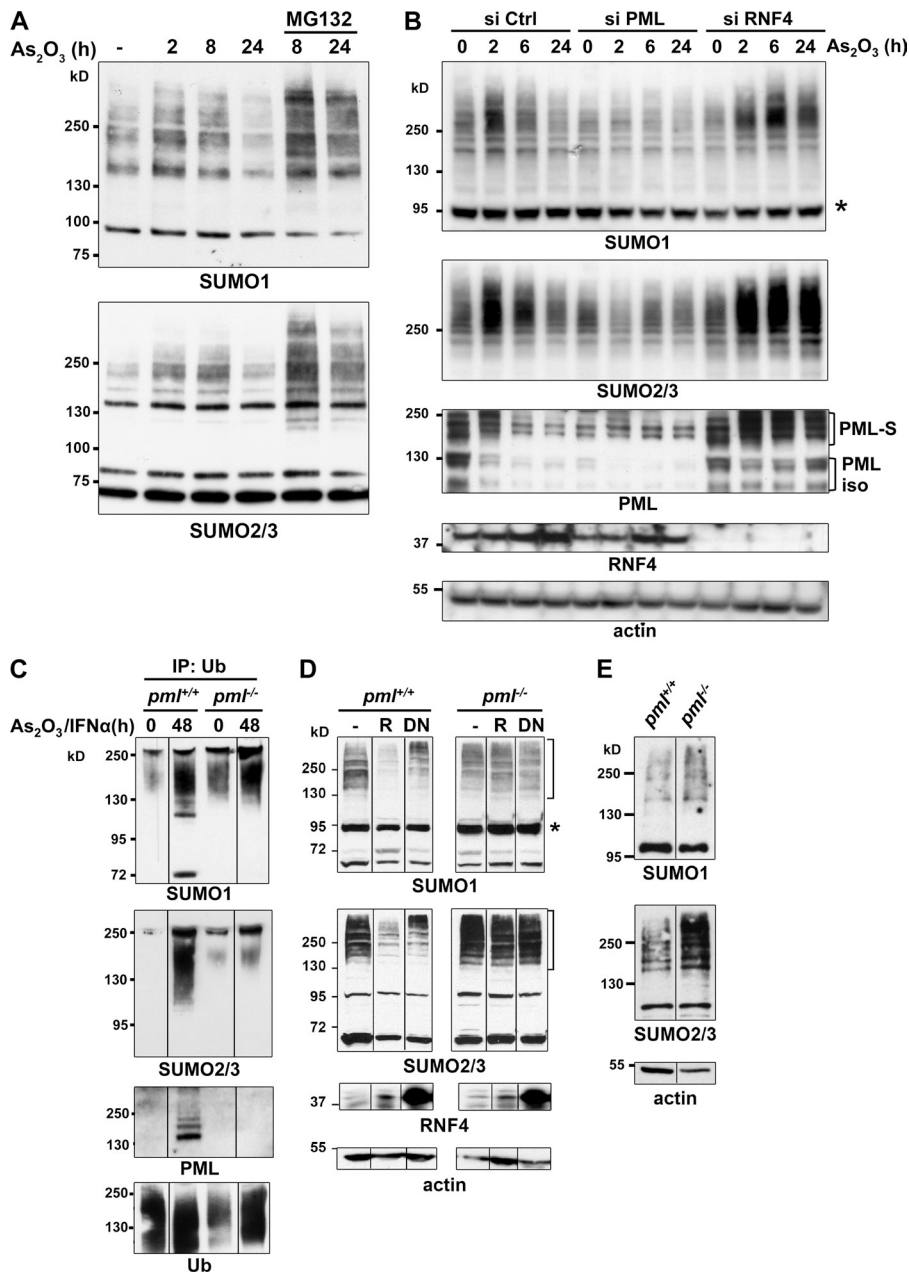 A
MG132
As₂O₃ (h) - 2 8 24 8 24
kD
250
130
100
75
SUMO1
250
130
100
75
SUMO2/3
B
si Ctrl si PML si RNF4
0 2 6 24 0 2 6 24 0 2 6 24 As₂O₃ (h)
kD
250
130
95 *
SUMO1
250
SUMO2/3
250 PML-S
130 PML
iso
PML
37
RNF4
55
actin
C
IP: Ub
pml+/+ pml-/-
As₂O₃/IFNα(h) 0 48 0 48
kD 250
130
95
72
SUMO1
250
130
95
SUMO2/3
250
130
PML
250
130
Ub
D
pml+/+ pml-/-
- R DN - R DN
kD
250
130
95 *
72
SUMO1
250
130
95
72
SUMO2/3
37
RNF4
55
actin
E
pml+/+ pml-/-
kD
250
130
95
SUMO1
250
130
SUMO2/3
55
actin